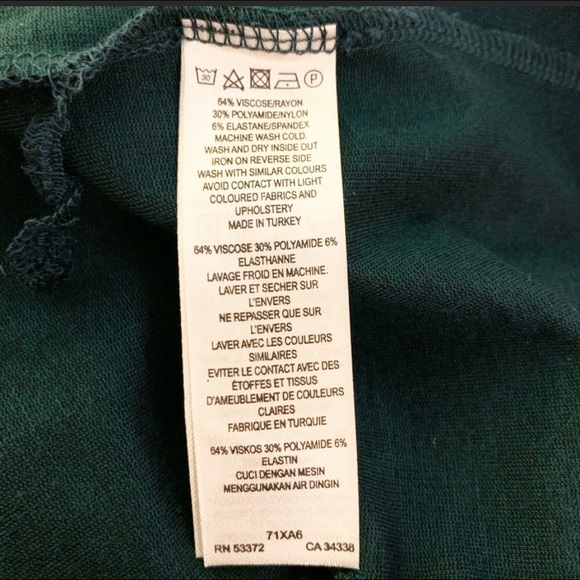 30
P
64% VISCOSE/RAYON
30% POLYAMIDE/NYLON
6% ELASTANE/SPANDEX
MACHINE WASH COLD.
WASH AND DRY INSIDE OUT
IRON ON REVERSE SIDE
WASH WITH SIMILAR COLOURS
AVOID CONTACT WITH LIGHT
COLOURED FABRICS AND
UPHOLSTERY
MADE IN TURKEY
64% VISCOSE 30% POLYAMIDE 6%
ELASTHANNE
LAVAGE FROID EN MACHINE.
LAVER ET SECHER SUR
L'ENVERS
NE REPASSER QUE SUR
L'ENVERS
LAVER AVEC LES COULEURS
SIMILAIRES
EVITER LE CONTACT AVEC DES
ÉTOFFES ET TISSUS
D'AMEUBLEMENT DE COULEURS
CLAIRES
FABRIQUE EN TURQUIE
64% VISKOS 30% POLYAMIDE 6%
ELASTIN
CUCI DENGAN MESIN
MENGGUNAKAN AIR DINGIN
71XA6
RN 53372 CA 34338